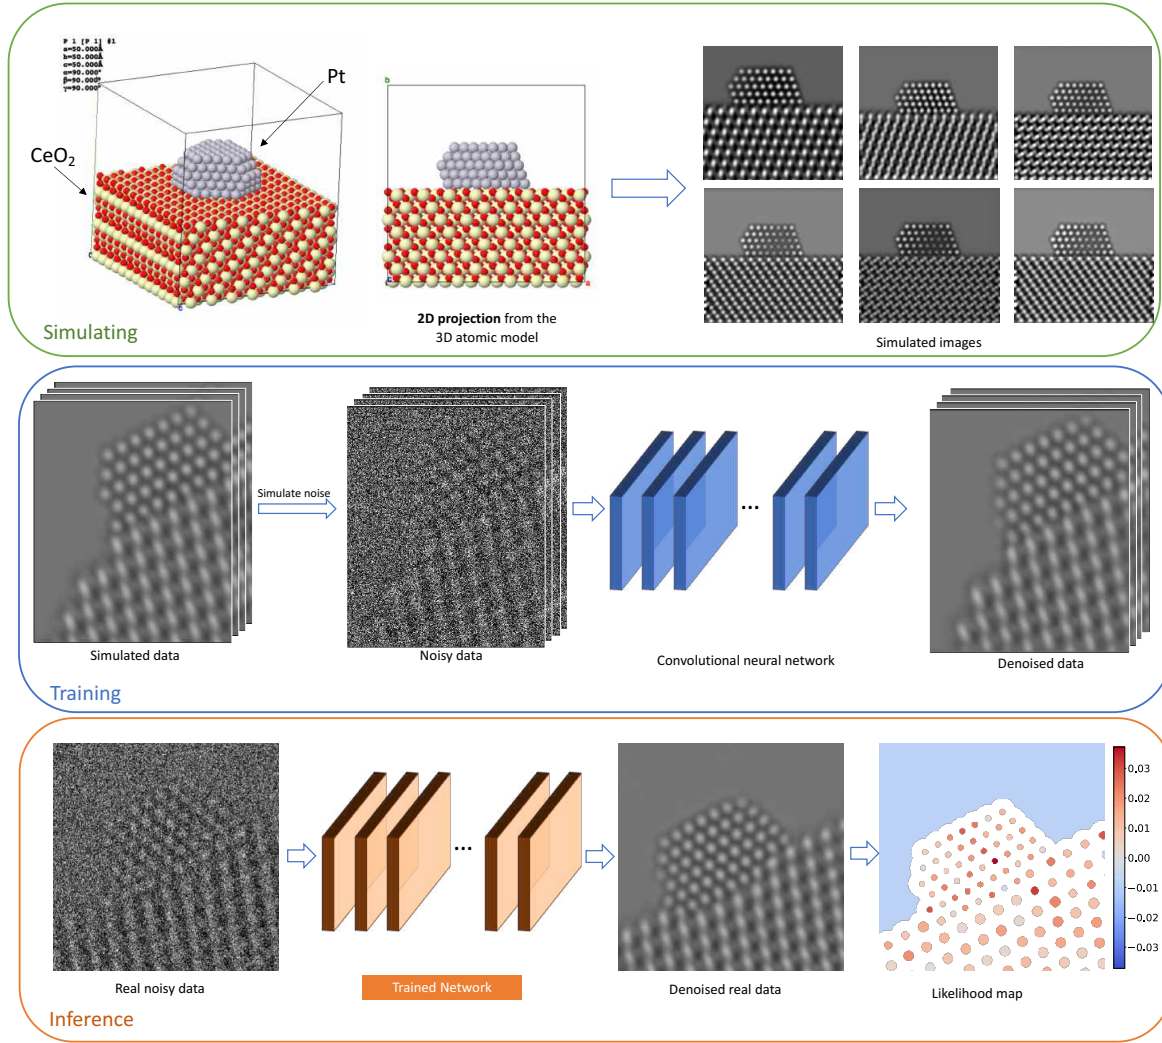 P 1 [P 1] #1
a=50.000Å
b=50.000Å
c=50.000Å
α=90.000°
β=90.000°
γ=90.000°
Pt
CeO₂
b
a
c
2D projection from the
3D atomic model
Simulated images
Simulating
Simulate noise
...
Simulated data
Noisy data
Convolutional neural network
Denoised data
Training
...
0.03
0.02
0.01
0.00
−0.01
−0.02
−0.03
Real noisy data
Trained Network
Denoised real data
Likelihood map
Inference